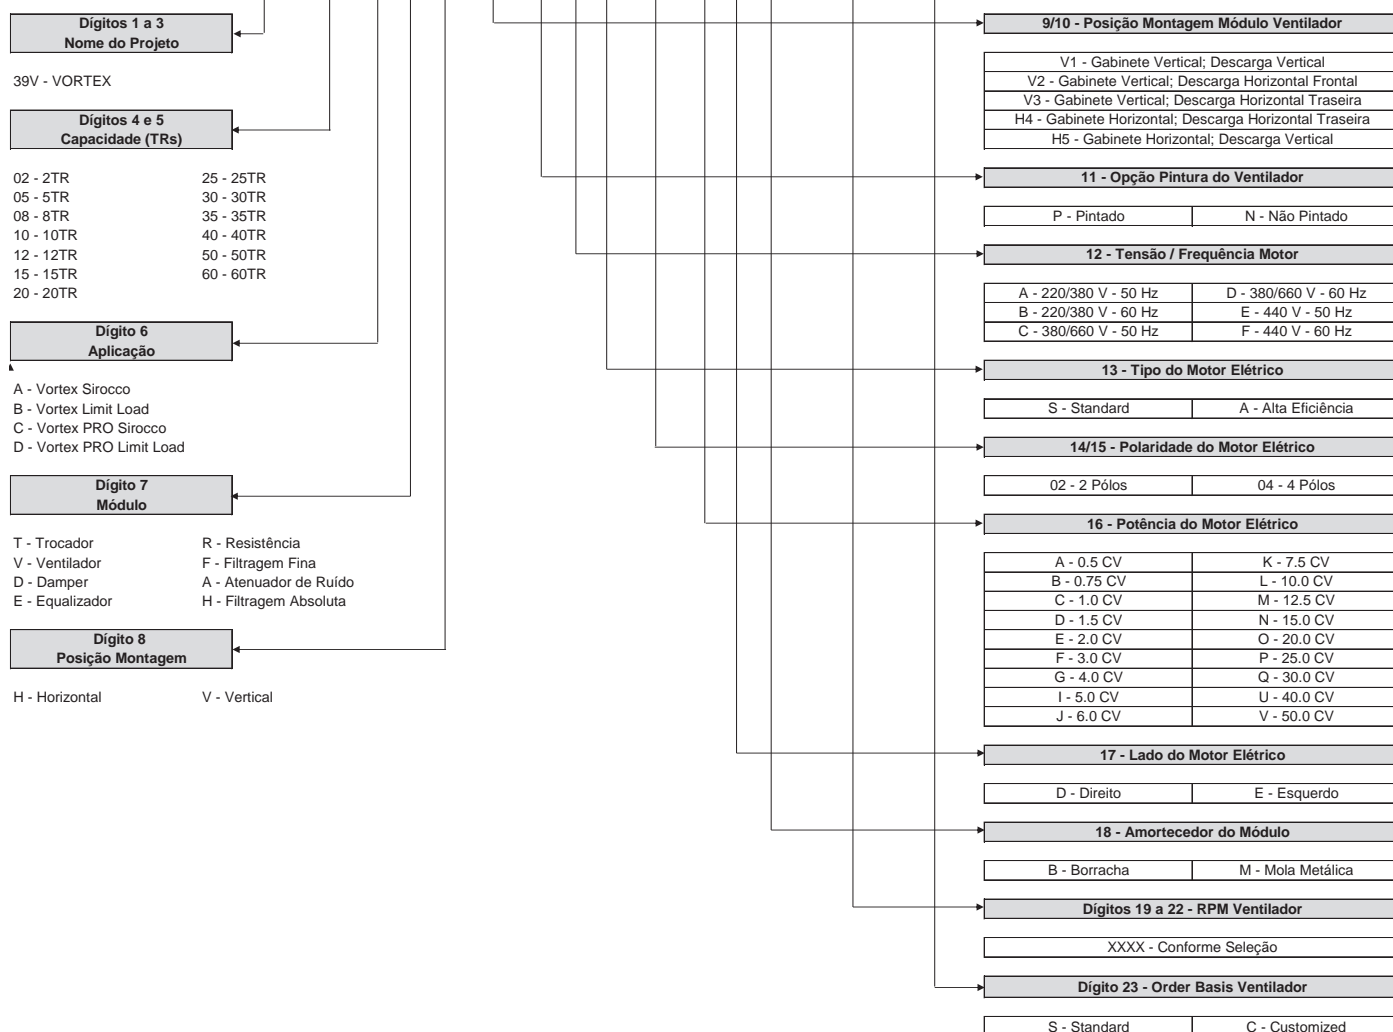 Dígitos 1 a 3
Nome do Projeto
39V - VORTEX
Dígitos 4 e 5
Capacidade (TRs)
02 - 2TR 25 - 25TR
05 - 5TR 30 - 30TR
08 - 8TR 35 - 35TR
10 - 10TR 40 - 40TR
12 - 12TR 50 - 50TR
15 - 15TR 60 - 60TR
20 - 20TR
Dígito 6
Aplicação
A - Vortex Sirocco
B - Vortex Limit Load
C - Vortex PRO Sirocco
D - Vortex PRO Limit Load
Dígito 7
Módulo
T - Trocador R - Resistência
V - Ventilador F - Filtragem Fina
D - Damper A - Atenuador de Ruído
E - Equalizador H - Filtragem Absoluta
Dígito 8
Posição Montagem
H - Horizontal V - Vertical
9/10 - Posição Montagem Módulo Ventilador
V1 - Gabinete Vertical; Descarga Vertical
V2 - Gabinete Vertical; Descarga Horizontal Frontal
V3 - Gabinete Vertical; Descarga Horizontal Traseira
H4 - Gabinete Horizontal; Descarga Horizontal Traseira
H5 - Gabinete Horizontal; Descarga Vertical
11 - Opção Pintura do Ventilador
P - Pintado N - Não Pintado
12 - Tensão / Frequência Motor
A - 220/380 V - 50 Hz D - 380/660 V - 60 Hz
B - 220/380 V - 60 Hz E - 440 V - 50 Hz
C - 380/660 V - 50 Hz F - 440 V - 60 Hz
13 - Tipo do Motor Elétrico
S - Standard A - Alta Eficiência
14/15 - Polaridade do Motor Elétrico
02 - 2 Pólos 04 - 4 Pólos
16 - Potência do Motor Elétrico
A - 0.5 CV K - 7.5 CV
B - 0.75 CV L - 10.0 CV
C - 1.0 CV M - 12.5 CV
D - 1.5 CV N - 15.0 CV
E - 2.0 CV O - 20.0 CV
F - 3.0 CV P - 25.0 CV
G - 4.0 CV Q - 30.0 CV
I - 5.0 CV U - 40.0 CV
J - 6.0 CV V - 50.0 CV
17 - Lado do Motor Elétrico
D - Direito E - Esquerdo
18 - Amortecedor do Módulo
B - Borracha M - Mola Metálica
Dígitos 19 a 22 - RPM Ventilador
XXXX - Conforme Seleção
Dígito 23 - Order Basis Ventilador
S - Standard C - Customized